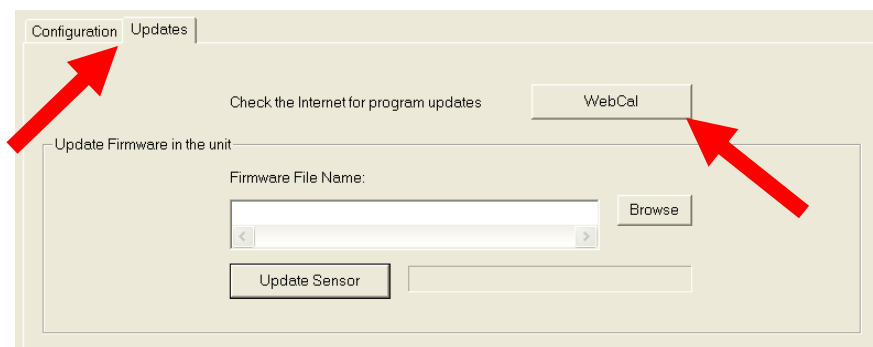 Configuration Updates
Check the Internet for program updates WebCal
Update Firmware in the unit
Firmware File Name:
Browse
Update Sensor